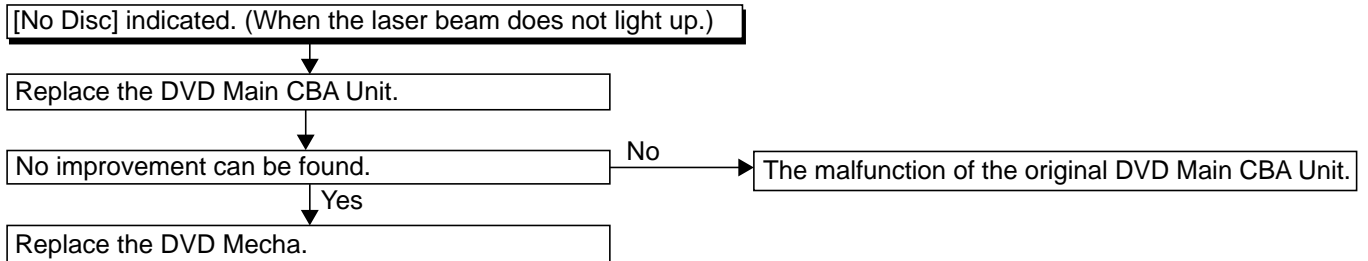 [No Disc] indicated. (When the laser beam does not light up.)
Replace the DVD Main CBA Unit.
No improvement can be found.
No
The malfunction of the original DVD Main CBA Unit.
Yes
Replace the DVD Mecha.